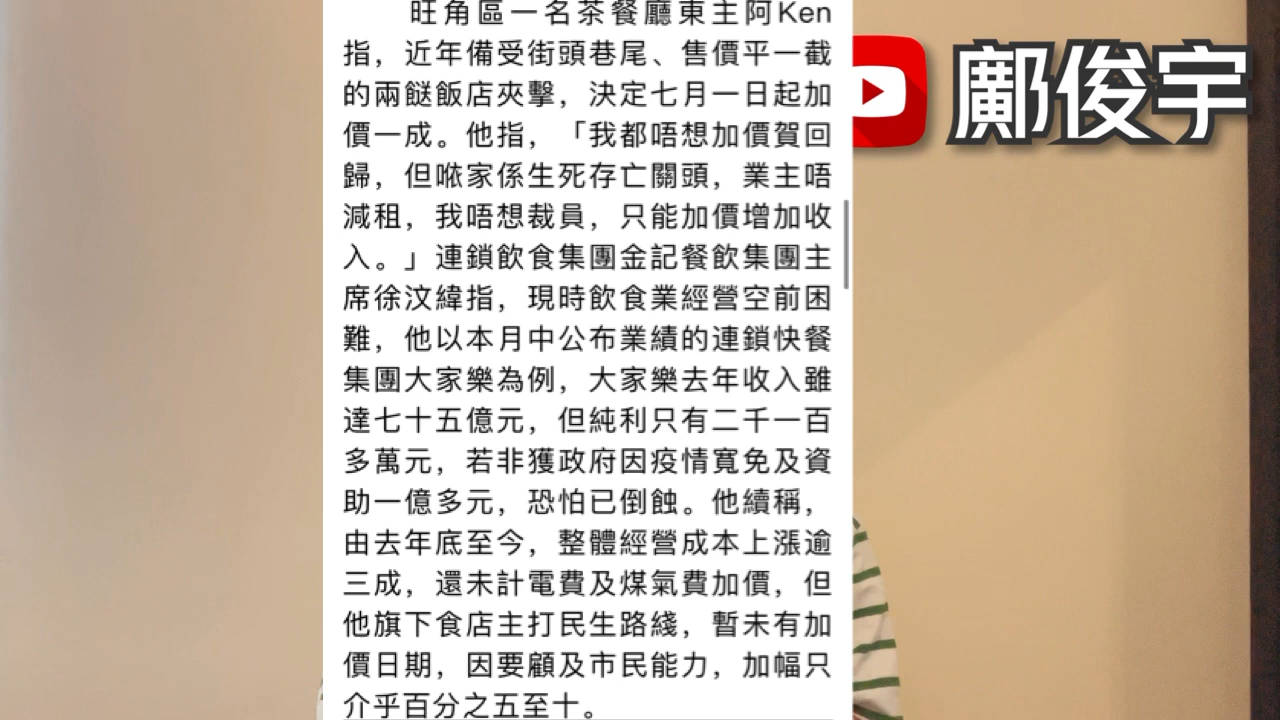 旺角區一名茶餐廳東主阿Ken
指，近年備受街頭巷尾、售價平一截
的兩餸飯店夾擊，決定七月一日起加
價一成。他指，「我都唔想加價賀回
歸，但㗎家係生死存亡關頭，業主唔
減租，我唔想裁員，只能加價增加收
入。」連鎖飲食集團金記餐飲集團主
席徐汶緯指，現時飲食業經營空前困
難，他以本月中公布業績的連鎖快餐
集團大家樂為例，大家樂去年收入雖
達七十五億元，但純利只有二千一百
多萬元，若非獲政府因疫情寬免及資
助一億多元，恐怕已倒蝕。他續稱，
由去年底至今，整體經營成本上漲逾
三成，還未計電費及煤氣費加價，但
他旗下食店主打民生路綫，暫未有加
價日期，因要顧及市民能力，加幅只
介乎百分之五至十。
鄺俊宇